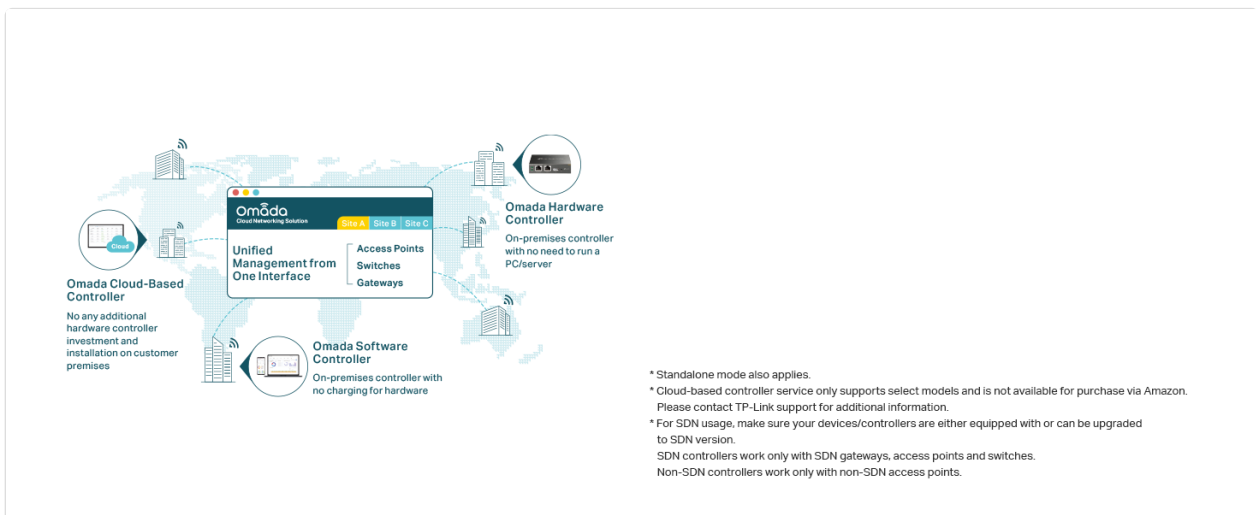 Omada
Cloud Networking Solution
Site A
Site B
Site C
Unified
Management from
One Interface
Access Points
Switches
Gateways
Omada Hardware
Controller
On-premises controller
with no need to run a
PC/server
Cloud
Omada Cloud-Based
Controller
No any additional
hardware controller
investment and
installation on customer
premises
Omada Software
Controller
On-premises controller with
no charging for hardware
* Standalone mode also applies.
* Cloud-based controller service only supports select models and is not available for purchase via Amazon.
Please contact TP-Link support for additional information.
* For SDN usage, make sure your devices/controllers are either equipped with or can be upgraded
to SDN version.
SDN controllers work only with SDN gateways, access points and switches.
Non-SDN controllers work only with non-SDN access points.